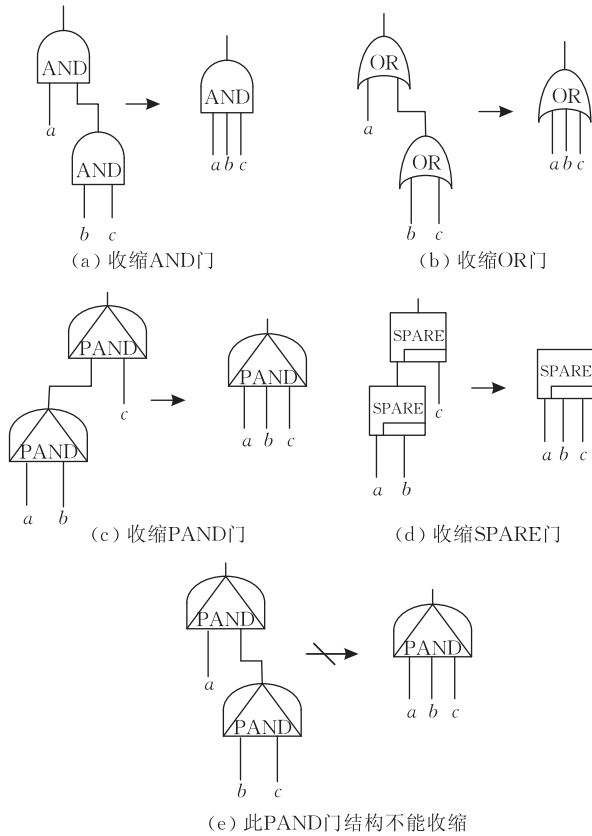 AND
a
AND
b c
AND
a b c
(a)收缩AND门
OR
a
OR
b c
OR
a b c
(b)收缩OR门
PAND
c
PAND
a b
PAND
a b c
(c)收缩PAND门
SPARE
c
SPARE
a b
SPARE
a b c
(d)收缩SPARE门
PAND
a
PAND
b c
PAND
a b c
(e)此PAND门结构不能收缩